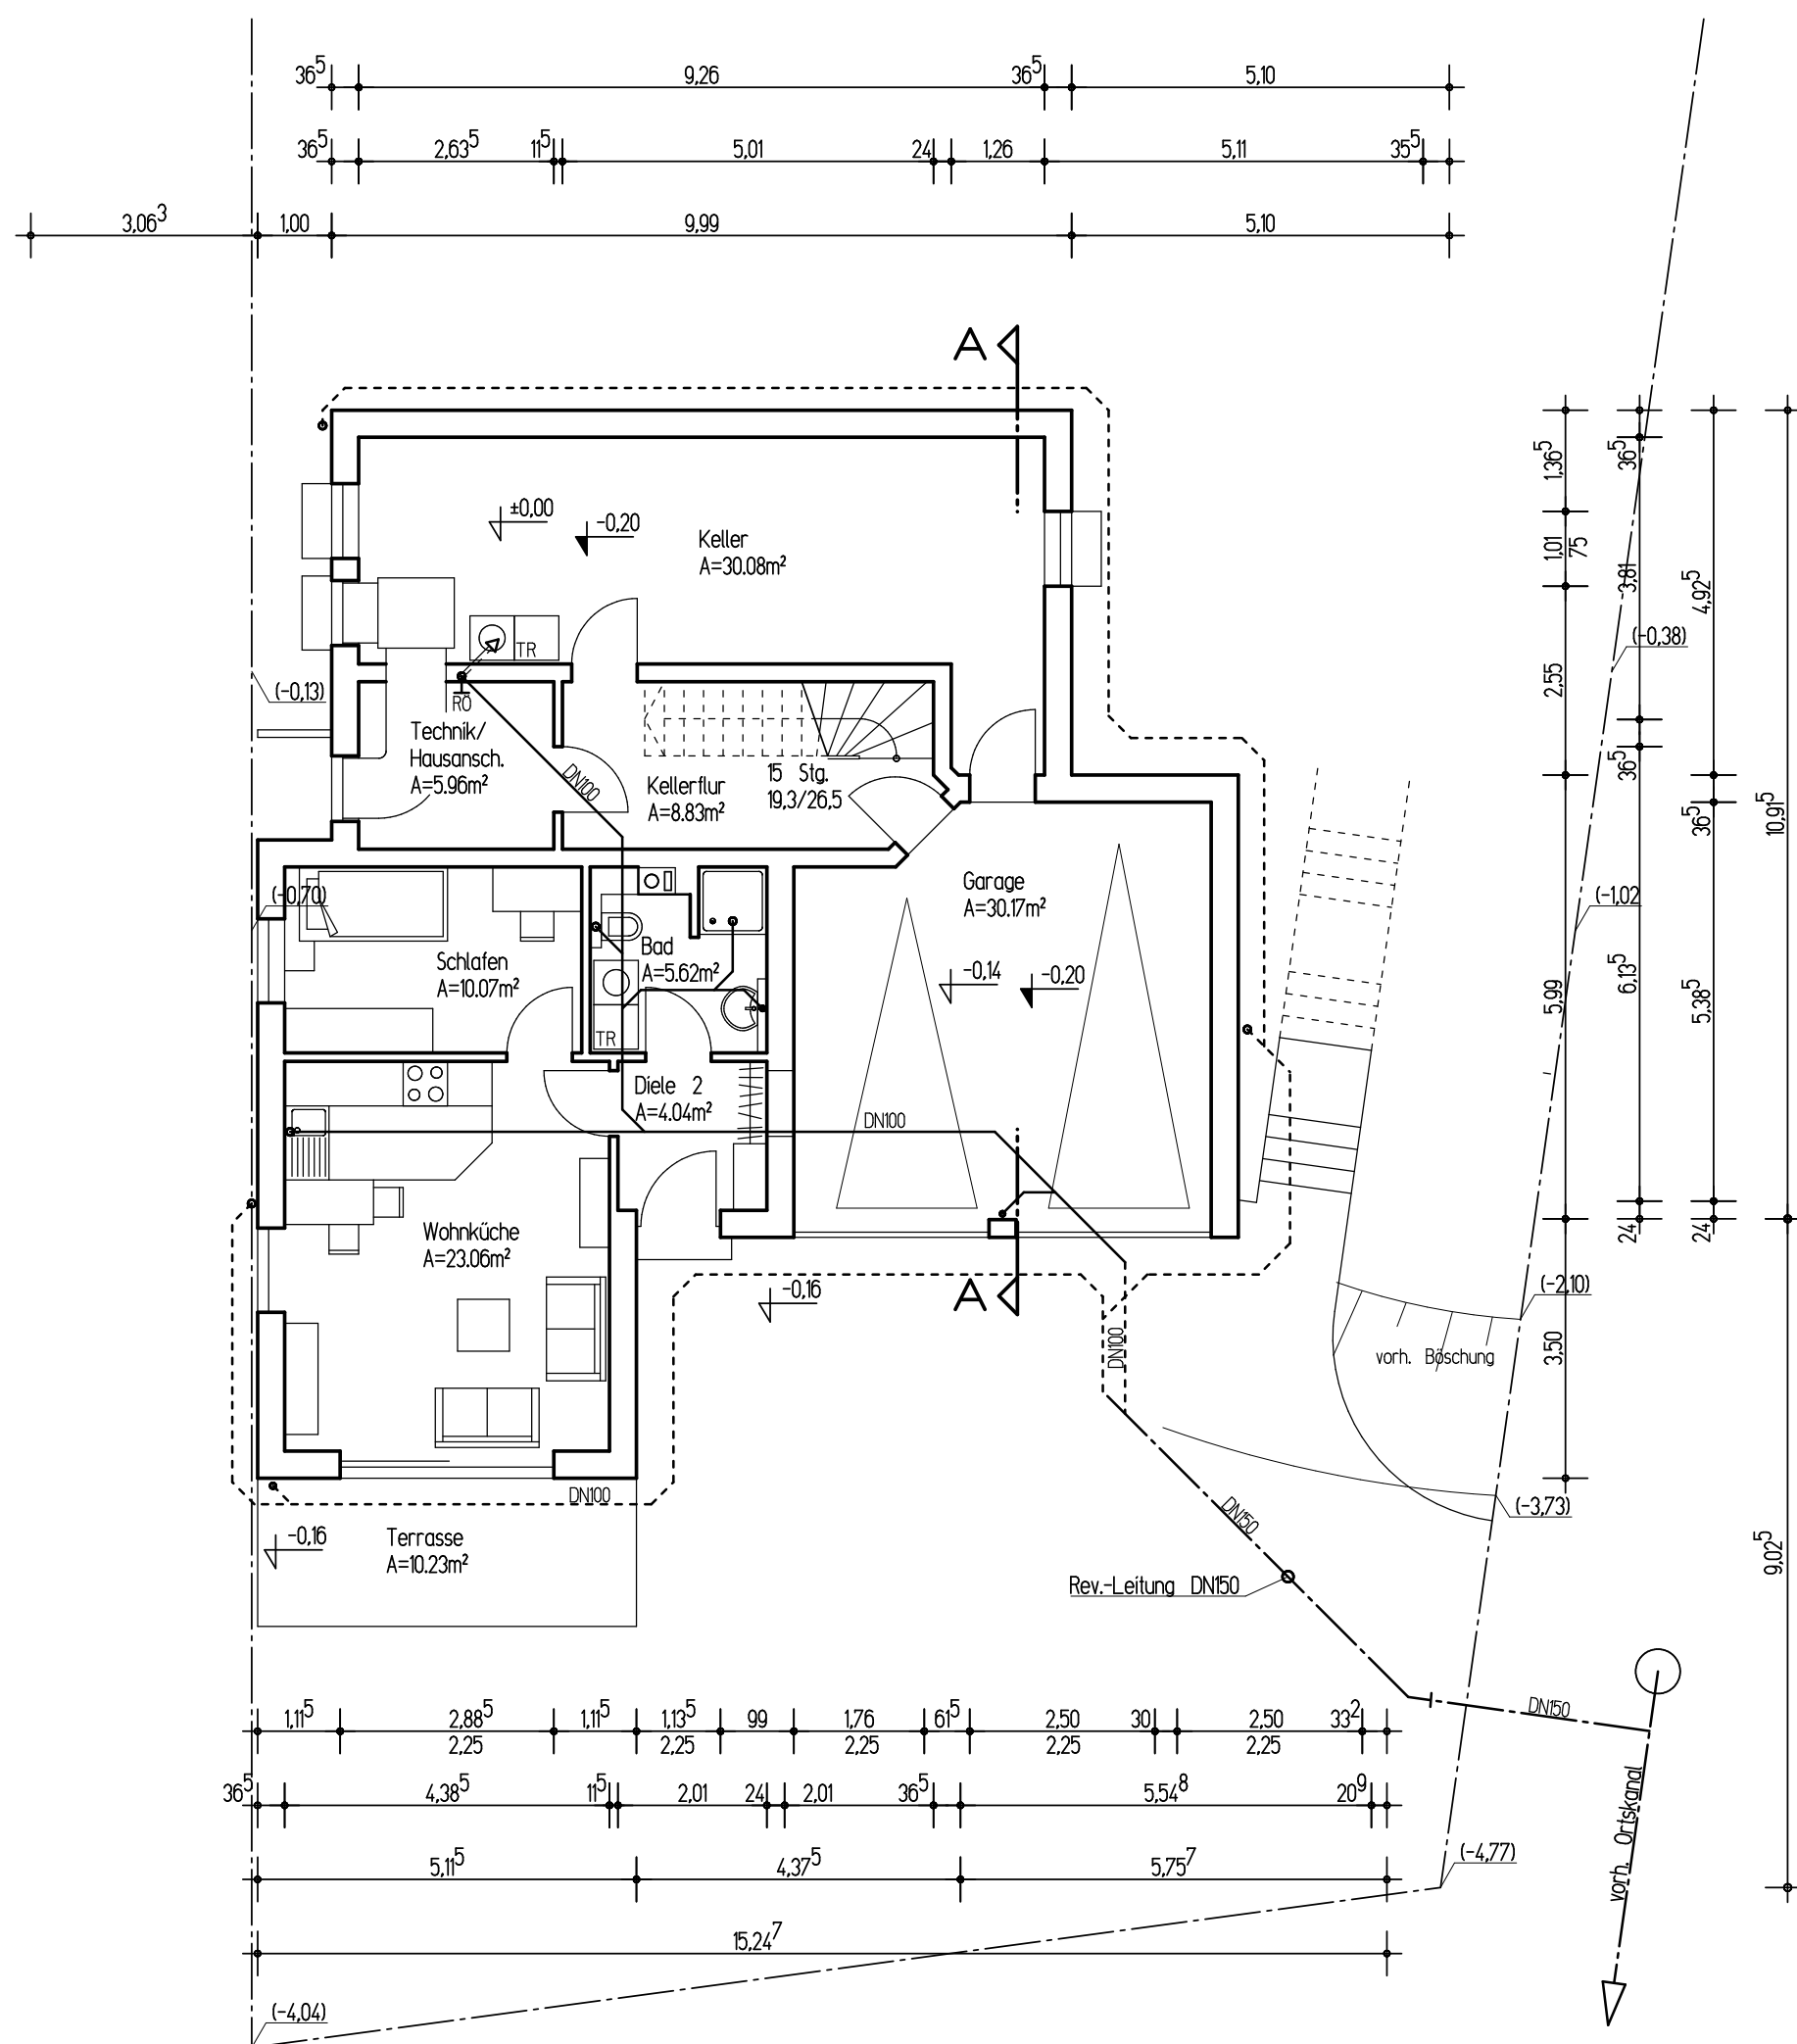 36⁵ 9,26 36⁵ 5,10
36⁵ 2,63⁵ 11⁵ 5,01 24 1,26 5,11 35⁵
3,06³ 1,00 9,99 5,10
A
±0,00
-0,20
Keller
A=30.08m²
TR
RÖ
(-0,13)
Technik/
Hausansch.
A=5.96m²
DN100
Kellerflur
A=8.83m²
15 Stg.
19,3/26,5
(-0,70)
Schlafen
A=10.07m²
Bad
A=5.62m²
TR
Garage
A=30.17m²
-0,14
-0,20
Diele 2
A=4.04m²
DN100
Wohnküche
A=23.06m²
A
-0,16
DN100
DN100
-0,16
Terrasse
A=10.23m²
1,36⁵
1,01
75
2,55
5,99
3,50
36⁵
3,81
36⁵
6,13⁵
24
4,92⁵
36⁵
5,38⁵
24
10,91⁵
9,02⁵
(-0,38)
(-1,02
(-2,10)
vorh. Böschung
(-3,73)
DN150
Rev.-Leitung DN150
DN150
vorh. Ortskanal
(-4,77)
1,11⁵ 2,88⁵ 1,11⁵ 1,13⁵ 99 1,76 61⁵ 2,50 30 2,50 33²
2,25 2,25 2,25 2,25 2,25
36⁵ 4,38⁵ 11⁵ 2,01 24 2,01 36⁵ 5,54⁸ 20⁹
5,11⁵ 4,37⁵ 5,75⁷
15,24⁷
(-4,04)